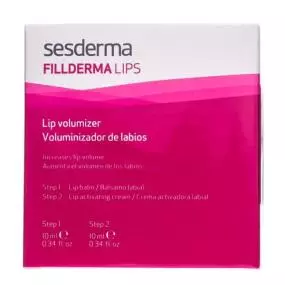 sesderma
FILLDERMA LIPS
Lip volumizer
Voluminizador de labios
Increases lip volume
Aumenta el volumen de los labios
Step 1 Lip balm / Balsamo labial
Step 2 Lip activating cream / Crema activadora labial
Step 1 Step 2
10 ml e 10 ml e
0.34 fl. oz 0.34 fl. oz